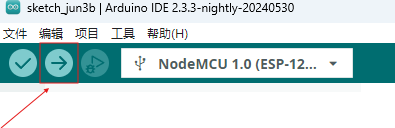 sketch_jun3b | Arduino IDE 2.3.3-nightly-20240530
文件 编辑 项目 工具 帮助(H)
NodeMCU 1.0 (ESP-12...